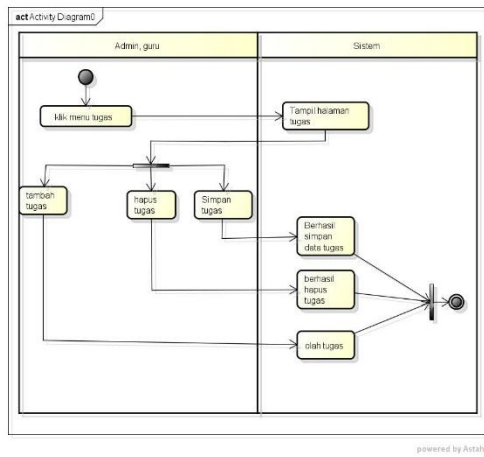 act Activity Diagram0
Admin, guru
Sistem
klik menu tugas
Tampil halaman
tugas
tambah
tugas
hapus
tugas
Simpan
tugas
Berhasil
simpan
data tugas
berhasil
hapus
tugas
olah tugas
powered by Astah